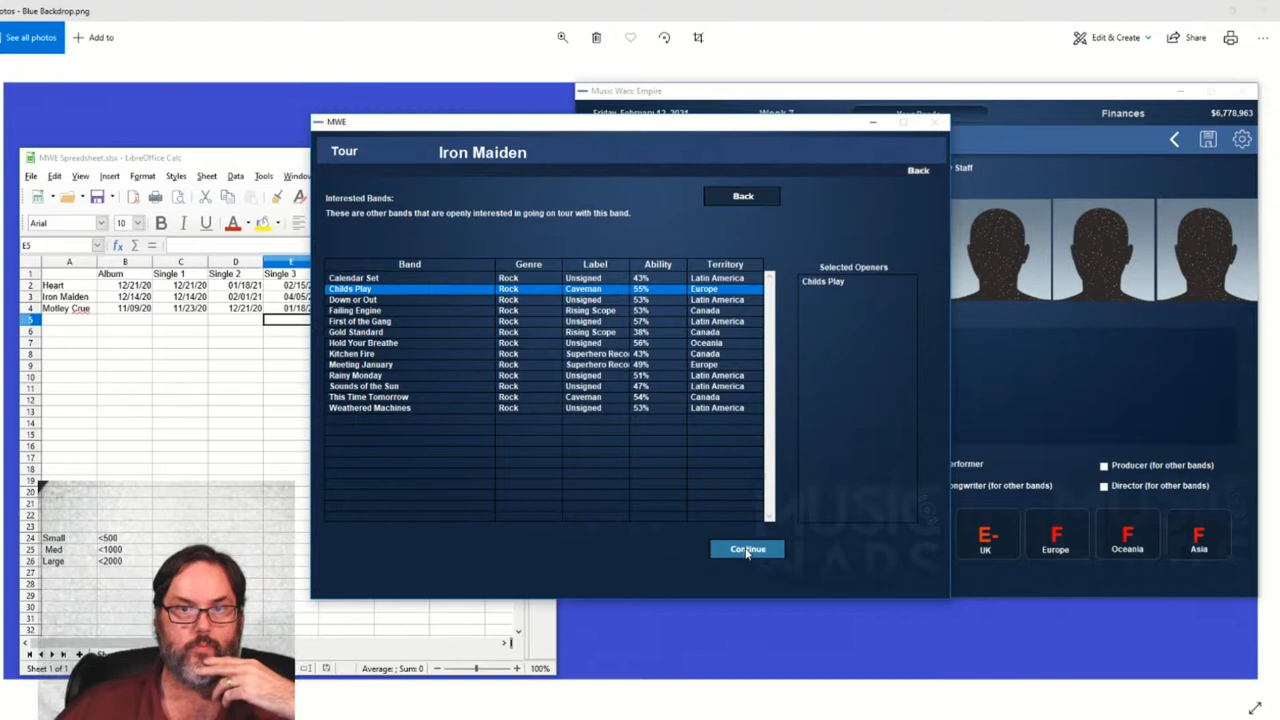 otos - Blue Backdrop.png
See all photos
Add to
Edit & Create
Share
Music Wars: Empire
Friday, February 12, 2021 Week 7
Finances $6,778,963
Staff
MWE
Tour Iron Maiden
Back
Interested Bands:
Back
These are other bands that are openly interested in going on tour with this band.
Band Genre Label Ability Territory
Calendar Set Rock Unsigned 43% Latin America
Childs Play Rock Caveman 55% Europe
Down or Out Rock Unsigned 53% Latin America
Failing Engine Rock Rising Scope 53% Canada
First of the Gang Rock Unsigned 57% Latin America
Gold Standard Rock Rising Scope 38% Canada
Hold Your Breathe Rock Unsigned 56% Oceania
Kitchen Fire Rock Superhero Reco 43% Canada
Meeting January Rock Superhero Reco 49% Europe
Rainy Monday Rock Unsigned 51% Latin America
Sounds of the Sun Rock Unsigned 47% Latin America
This Time Tomorrow Rock Caveman 54% Canada
Weathered Machines Rock Unsigned 53% Latin America
Selected Openers
Childs Play
Continue
MWE Spreadsheet.xlsx - LibreOffice Calc
File Edit View Insert Format Styles Sheet Data Tools Window
Arial 10
E5
A B C D E
1 Album Single 1 Single 2 Single 3
2 Heart 12/21/20 12/21/20 01/18/21 02/15/2
3 Iron Maiden 12/14/20 12/14/20 02/01/21 04/05/2
4 Motley Crue 11/09/20 11/23/20 12/21/20 01/18/2
5
6
7
8
9
10
11
12
13
14
15
16
17
18
19
20
21
22
23
24 Small <500
25 Med <1000
26 Large <2000
27
28
29
30
31
32
Sheet 1 of 1
Average: ; Sum: 0
100%
erformer
Producer (for other bands)
ongwriter (for other bands)
Director (for other bands)
E- F F F
UK Europe Oceania Asia